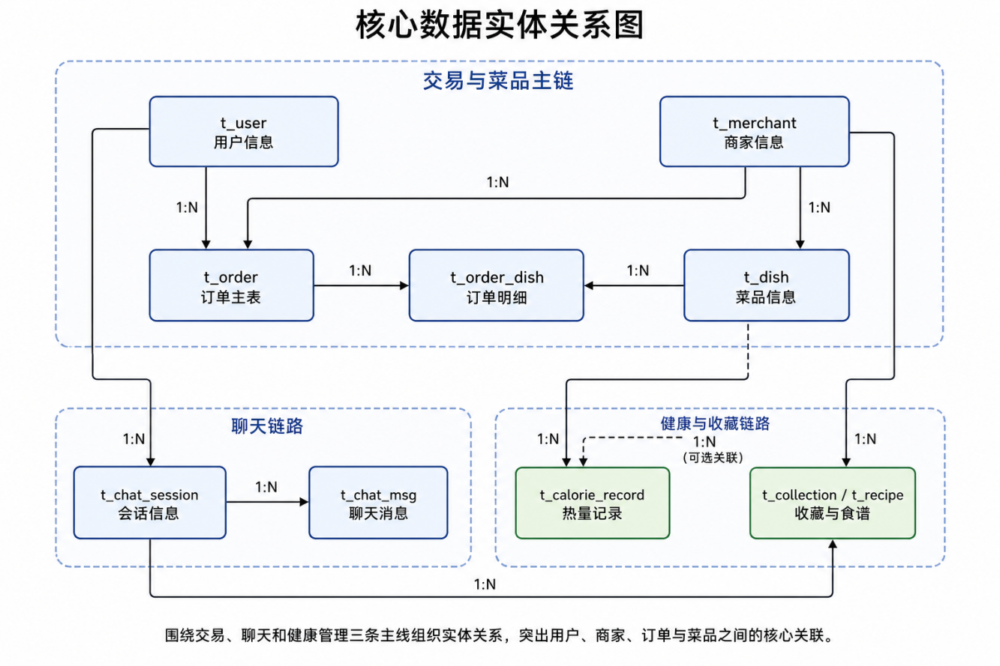 核心数据实体关系图
交易与菜品主链
t_user
用户信息
t_merchant
商家信息
1:N
1:N
1:N
t_order
订单主表
1:N
t_order_dish
订单明细
1:N
t_dish
菜品信息
聊天链路
1:N
t_chat_session
会话信息
1:N
t_chat_msg
聊天消息
健康与收藏链路
1:N
1:N
(可选关联)
1:N
t_calorie_record
热量记录
t_collection / t_recipe
收藏与食谱
1:N
围绕交易、聊天和健康管理三条主线组织实体关系，突出用户、商家、订单与菜品之间的核心关联。